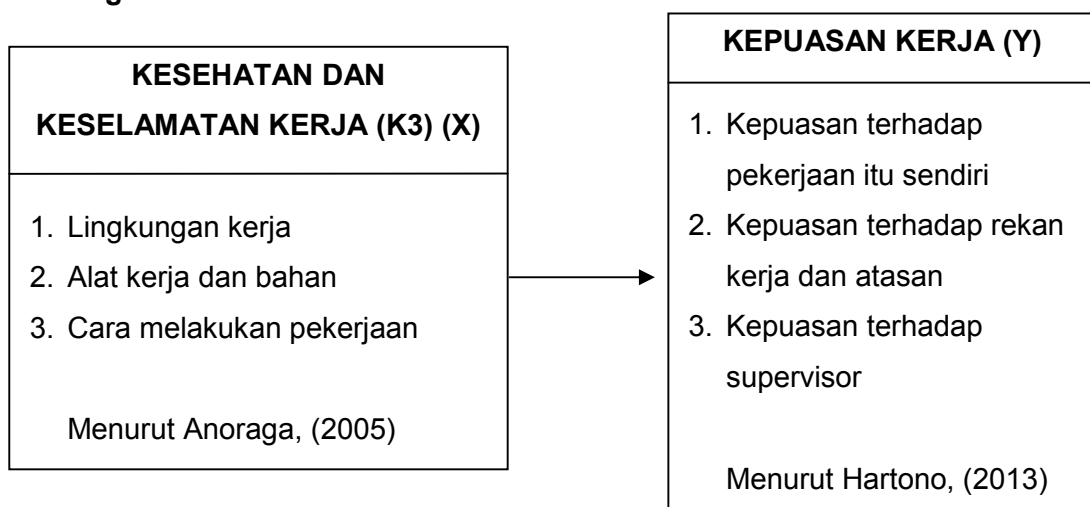 KESEHATAN DAN
KESELAMATAN KERJA (K3) (X)
1. Lingkungan kerja
2. Alat kerja dan bahan
3. Cara melakukan pekerjaan
Menurut Anoraga, (2005)
KEPUASAN KERJA (Y)
1. Kepuasan terhadap
pekerjaan itu sendiri
2. Kepuasan terhadap rekan
kerja dan atasan
3. Kepuasan terhadap
supervisor
Menurut Hartono, (2013)